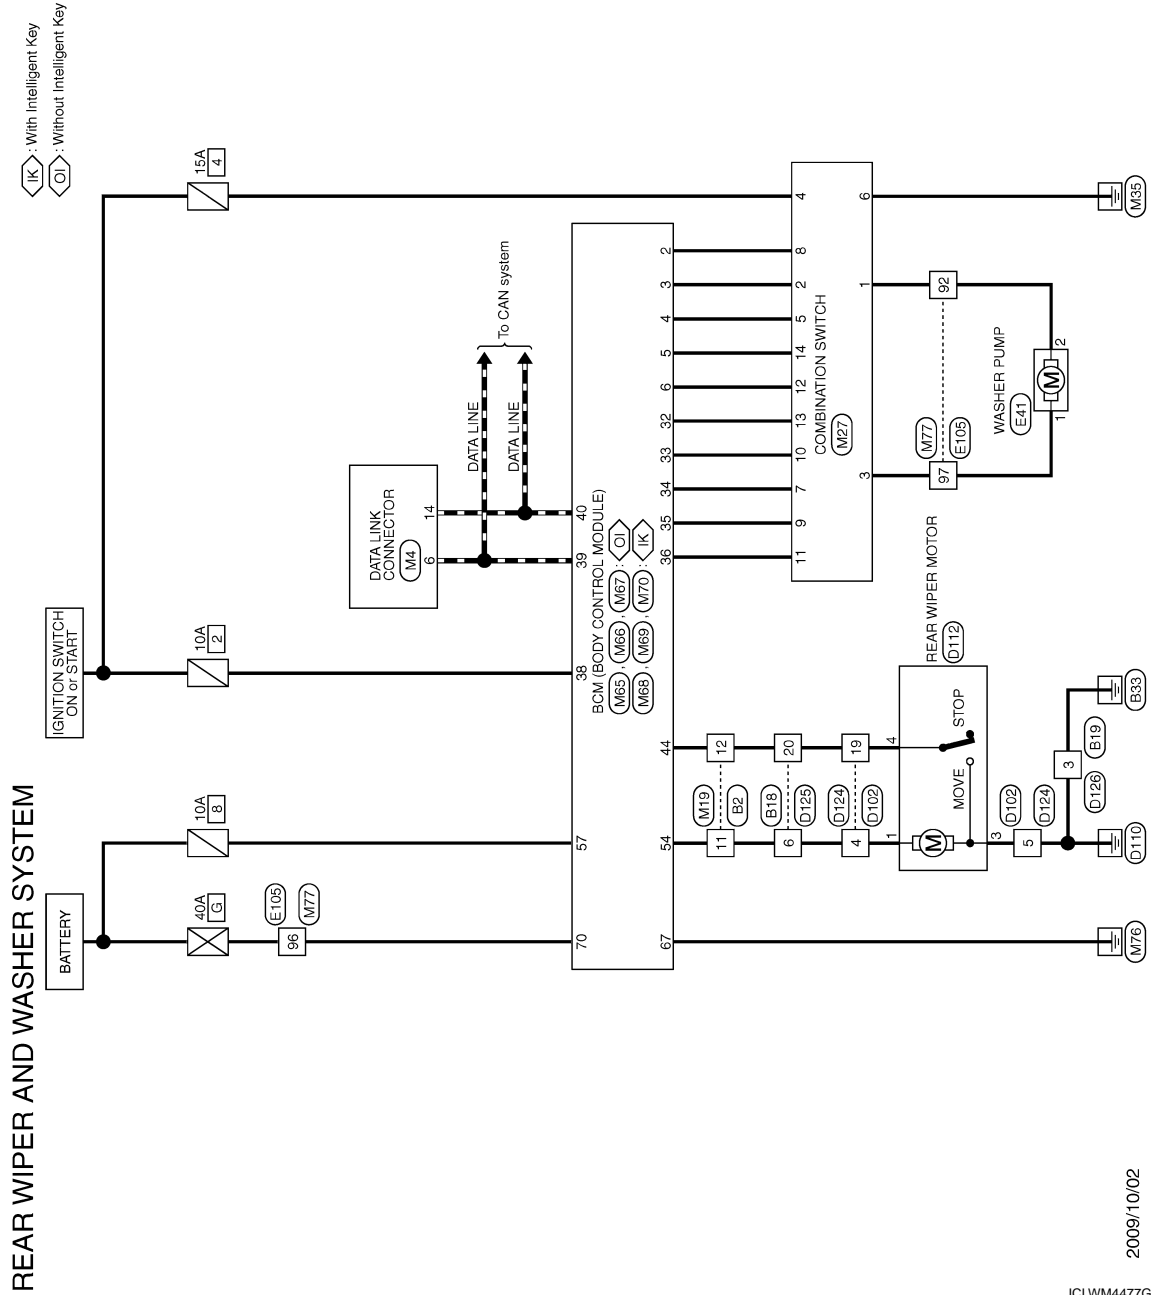 REAR WIPER AND WASHER SYSTEM
IK : With Intelligent Key
OI : Without Intelligent Key
BATTERY
IGNITION SWITCH
ON or START
40A
G
10A
8
10A
2
15A
4
E105
M77
96
DATA LINK
CONNECTOR
M4
6
14
DATA LINE
DATA LINE
To CAN system
70
57
38
39
40
BCM (BODY CONTROL MODULE)
M65 , M66 , M67 : OI
M68 , M69 , M70 : IK
67
54
44
36
35
34
33
32
6
5
4
3
2
11
9
7
10
13
12
14
5
2
8
4
COMBINATION SWITCH
M27
3
1
6
M19
B2
11
12
B18
D125
6
20
D124
D102
4
19
1
4
REAR WIPER MOTOR
D112
M
MOVE
STOP
3
D102
D124
5
3
B19
D126
M77
E105
97
92
WASHER PUMP
E41
M
1
2
M76
D110
B33
M35
2009/10/02
JCLWM4477G